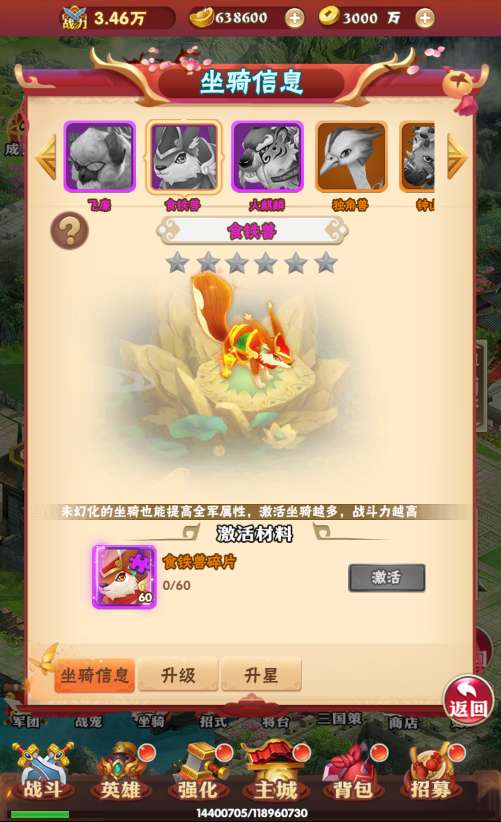 战力 3.46万 638600 3000 万
坐骑信息
飞廉 食铁兽 火麒麟 独角兽
食铁兽
未幻化的坐骑也能提高全军属性，激活坐骑越多，战斗力越高
激活材料
食铁兽碎片
0/60
60
激活
坐骑信息 升级 升星
返回
军团 战宠 坐骑 招式 将台 三国策 商店
战斗 英雄 强化 主城 背包 招募
14400705/118960730